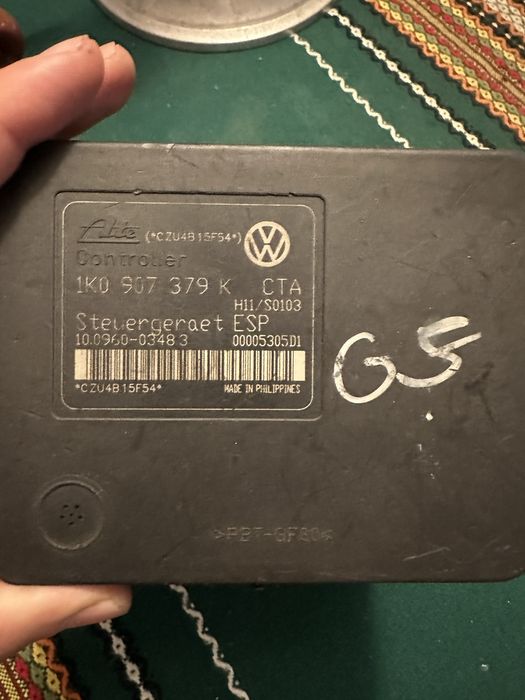 Ate (*CZU4B15F54*)
Controller
1K0 907 379 K CTA
H11/S0103
Steuergeraet ESP
10.0960-0348.3 00005305D1
*CZU4B15F54* MADE IN PHILIPPINES
G5
>PBT-GF30<